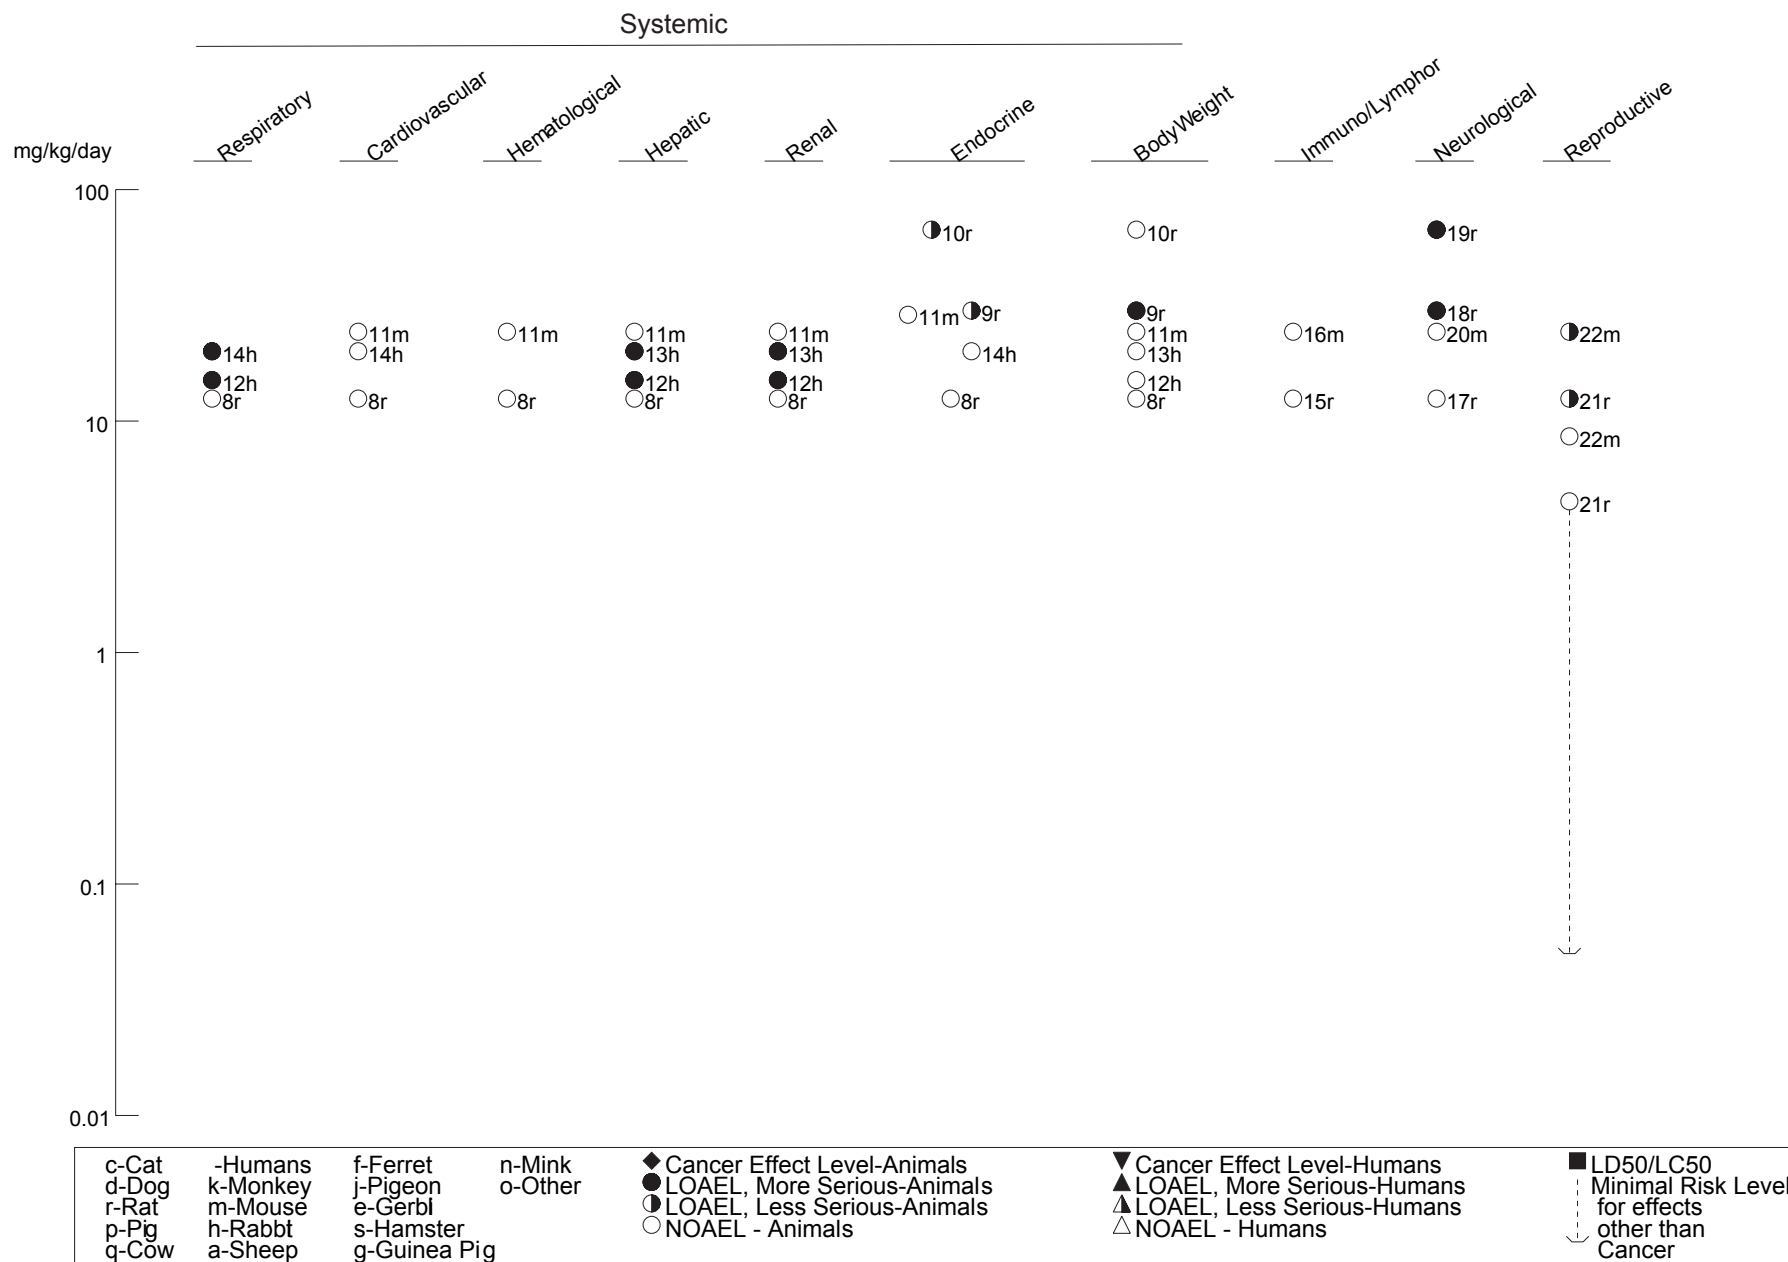 Systemic
mg/kg/day
Respiratory
Cardiovascular
Hematological
Hepatic
Renal
Endocrine
BodyWeight
Immuno/Lymphor
Neurological
Reproductive
100
10r 10r 19r
11m 9r 9r 18r
11m 11m 11m 11m 11m 16m 20m 22m
14h 14h 13h 13h 14h 13h
12h 12h 12h 12h
8r 8r 8r 8r 8r 8r 8r 15r 17r 21r
10
22m
21r
1
0.1
0.01
c-Cat -Humans f-Ferret n-Mink Cancer Effect Level-Animals Cancer Effect Level-Humans LD50/LC50
d-Dog k-Monkey j-Pigeon o-Other LOAEL, More Serious-Animals LOAEL, More Serious-Humans Minimal Risk Level
r-Rat m-Mouse e-Gerbl LOAEL, Less Serious-Animals LOAEL, Less Serious-Humans for effects
p-Pig h-Rabbt s-Hamster NOAEL - Animals NOAEL - Humans other than
q-Cow a-Sheep g-Guinea Pig Cancer